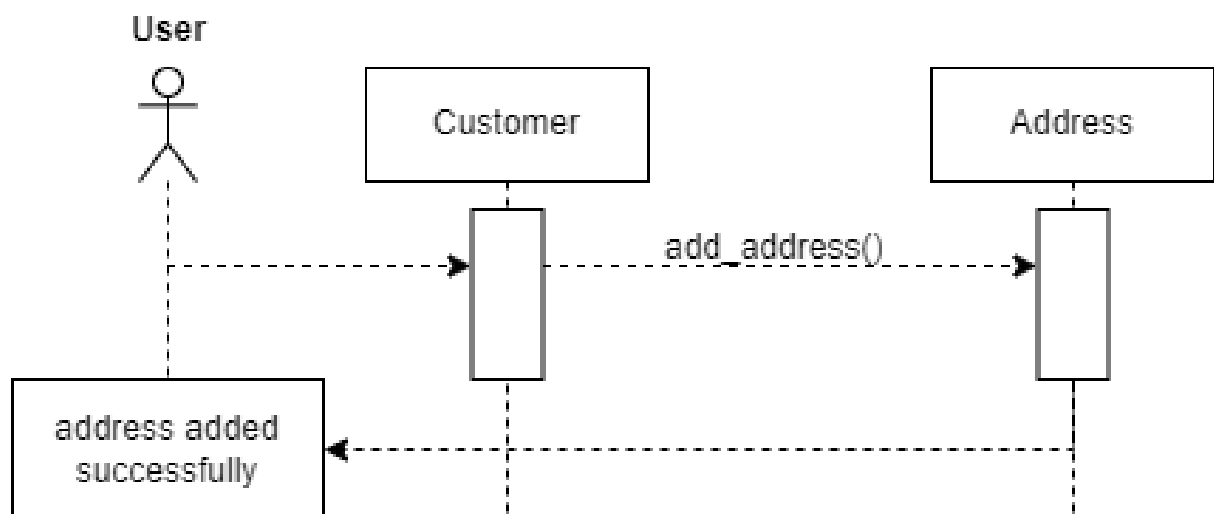 User
Customer
Address
add_address()
address added
successfully